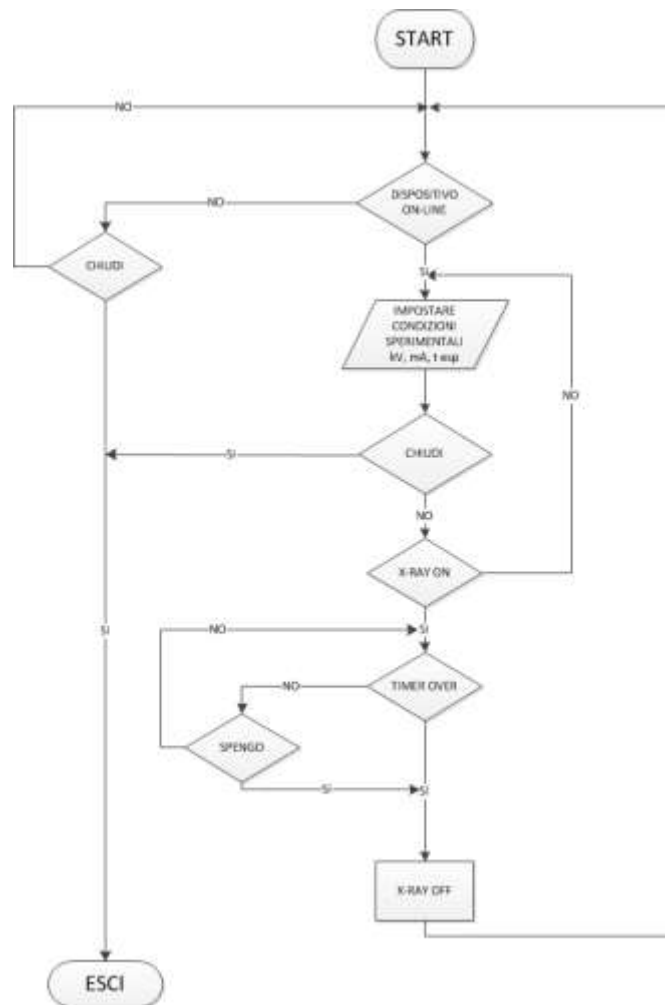 START
NO
DISPOSITIVO
ON-LINE
NO
CHIUDI
SI
IMPOSTARE
CONDIZIONI
SPERIMENTALI
kV, mA, t esp
NO
SI
CHIUDI
NO
X-RAY ON
SI
NO
SI
TIMER OVER
NO
SPENGO
SI
SI
X-RAY OFF
ESCI